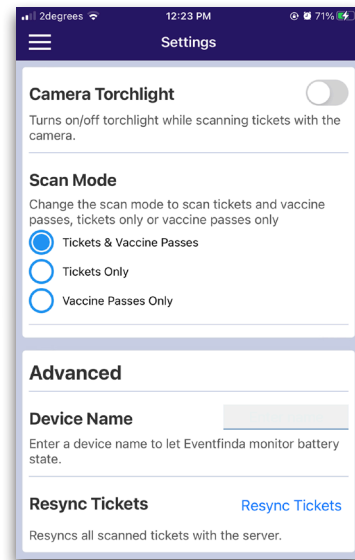 2degrees 12:23 PM 71%
Settings
Camera Torchlight
Turns on/off torchlight while scanning tickets with the
camera.
Scan Mode
Change the scan mode to scan tickets and vaccine
passes, tickets only or vaccine passes only
Tickets & Vaccine Passes
Tickets Only
Vaccine Passes Only
Advanced
Device Name
Enter a device name to let Eventfinda monitor battery
state.
Resync Tickets Resync Tickets
Resyncs all scanned tickets with the server.